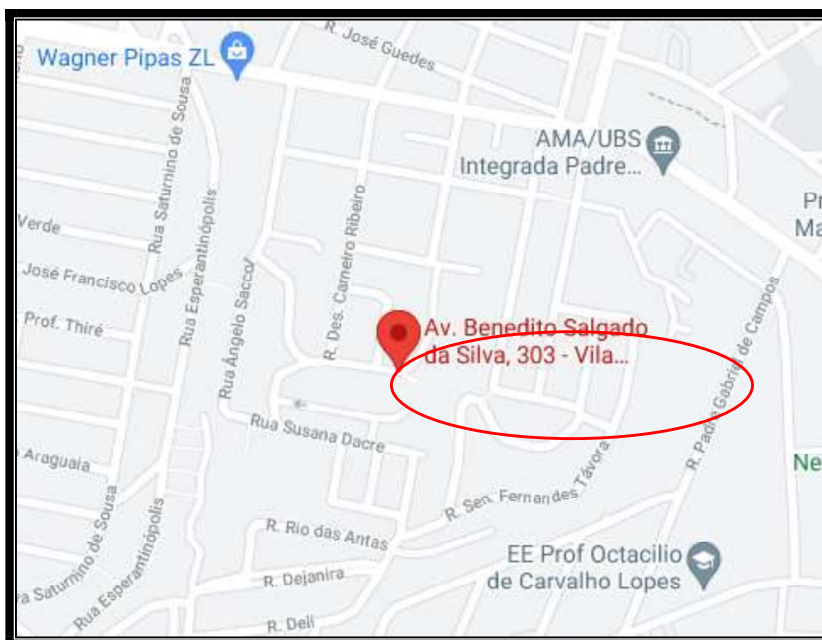 R. José Guedes
Wagner Pipas ZL
AMA/UBS
Integrada Padre...
Rua Saturnino de Sousa
Rua Esperantinópolis
R. Des. Carneiro Ribeiro
Rua Ângelo Sacco
Verde
José Francisco Lopes
Prof. Thiré
Av. Benedito Salgado
da Silva, 303 - Vila...
R. Padre Gabriel de Campos
Rua Susana Dacre
Araguaia
R. Sen. Fernandes Távora
Ne
R. Rio das Antas
EE Prof Octacilio
de Carvalho Lopes
R. Dejanira
Saturnino de Sousa
Rua Esperantinópolis
R. Deli